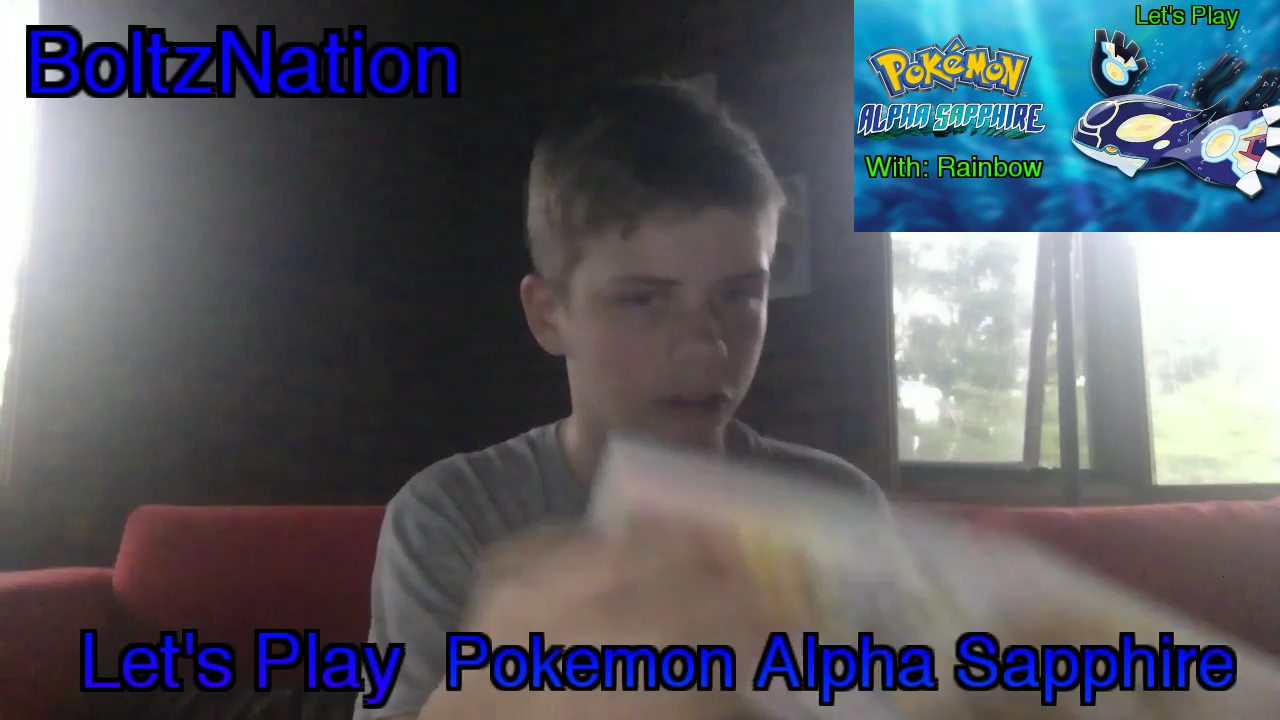 BoltzNation
Let's Play
POKéMON
ALPHA SAPPHIRE
With: Rainbow
Let's Play Pokemon Alpha Sapphire